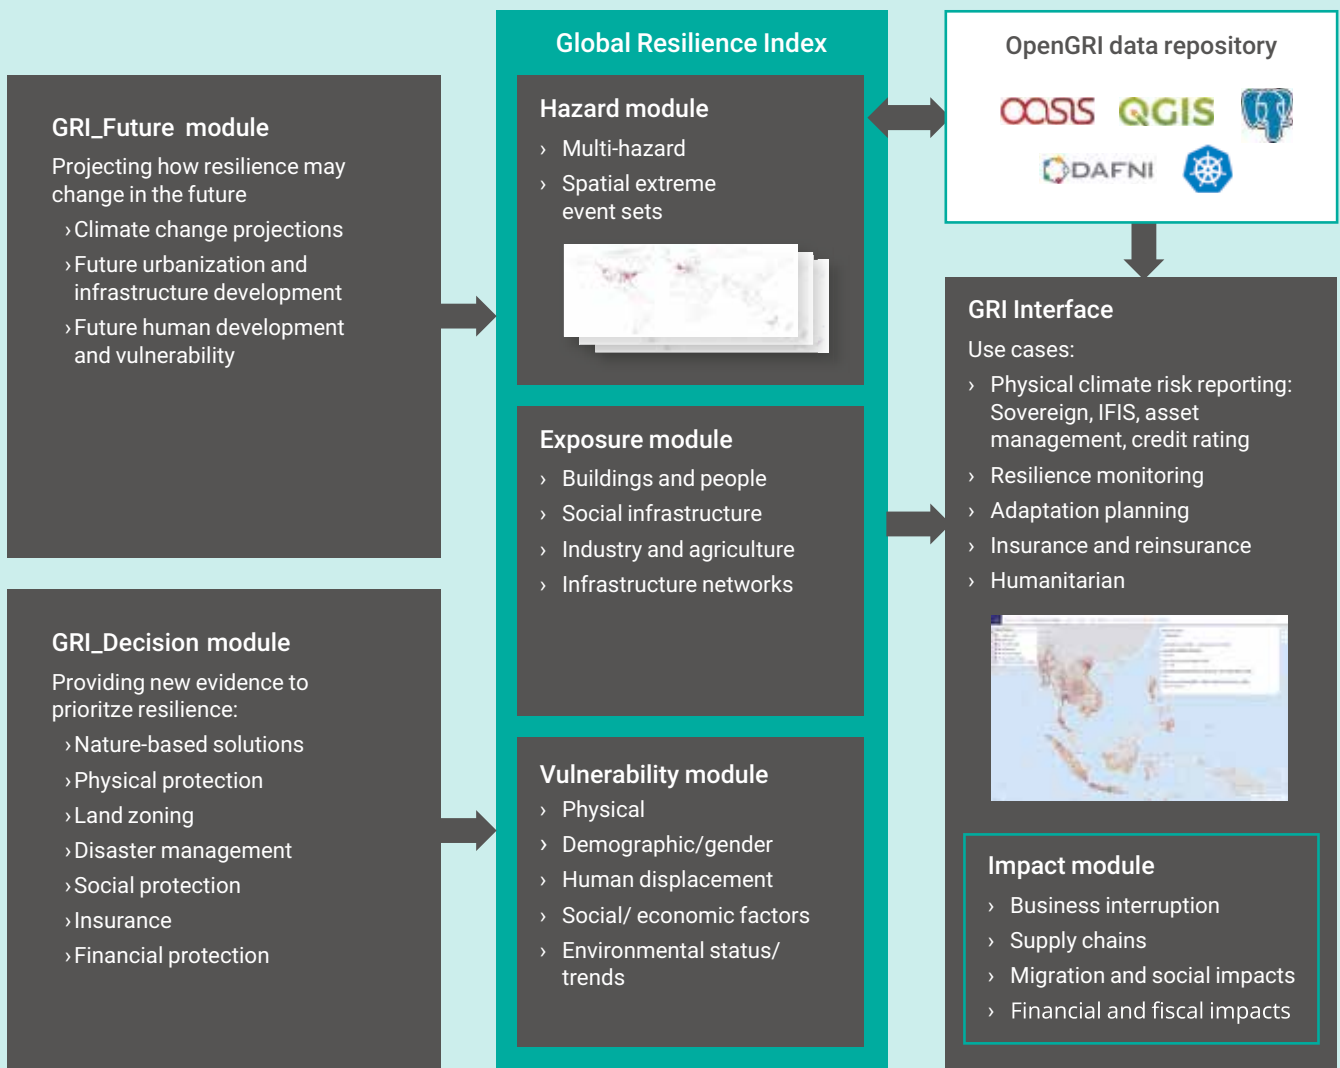 GRI_Future module
Projecting how resilience may
change in the future
› Climate change projections
› Future urbanization and
infrastructure development
› Future human development
and vulnerability
GRI_Decision module
Providing new evidence to
prioritze resilience:
› Nature-based solutions
› Physical protection
› Land zoning
› Disaster management
› Social protection
› Insurance
› Financial protection
Global Resilience Index
Hazard module
› Multi-hazard
› Spatial extreme
event sets
Exposure module
› Buildings and people
› Social infrastructure
› Industry and agriculture
› Infrastructure networks
Vulnerability module
› Physical
› Demographic/gender
› Human displacement
› Social/ economic factors
› Environmental status/
trends
OpenGRI data repository
OASIS QGIS
DAFNI
GRI Interface
Use cases:
› Physical climate risk reporting:
Sovereign, IFIS, asset
management, credit rating
› Resilience monitoring
› Adaptation planning
› Insurance and reinsurance
› Humanitarian
Impact module
› Business interruption
› Supply chains
› Migration and social impacts
› Financial and fiscal impacts